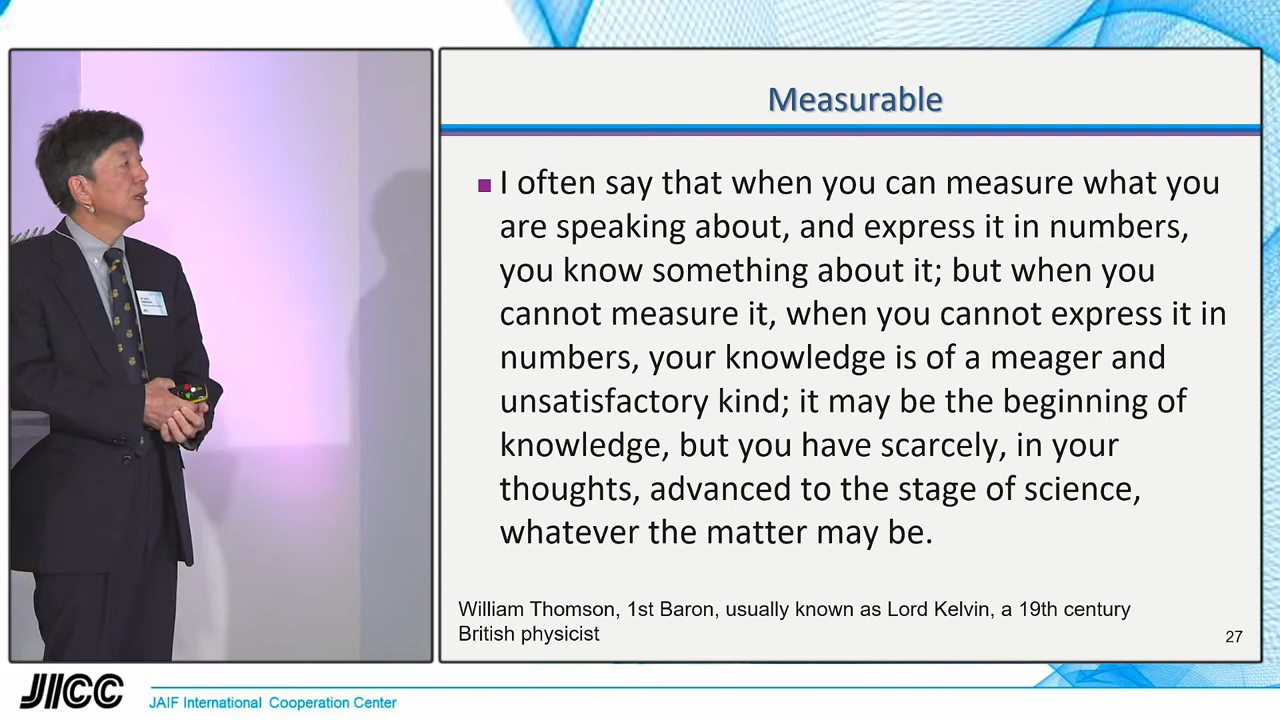 Measurable
I often say that when you can measure what you
are speaking about, and express it in numbers,
you know something about it; but when you
cannot measure it, when you cannot express it in
numbers, your knowledge is of a meager and
unsatisfactory kind; it may be the beginning of
knowledge, but you have scarcely, in your
thoughts, advanced to the stage of science,
whatever the matter may be.
William Thomson, 1st Baron, usually known as Lord Kelvin, a 19th century
British physicist
27
JICC
JAIF International Cooperation Center